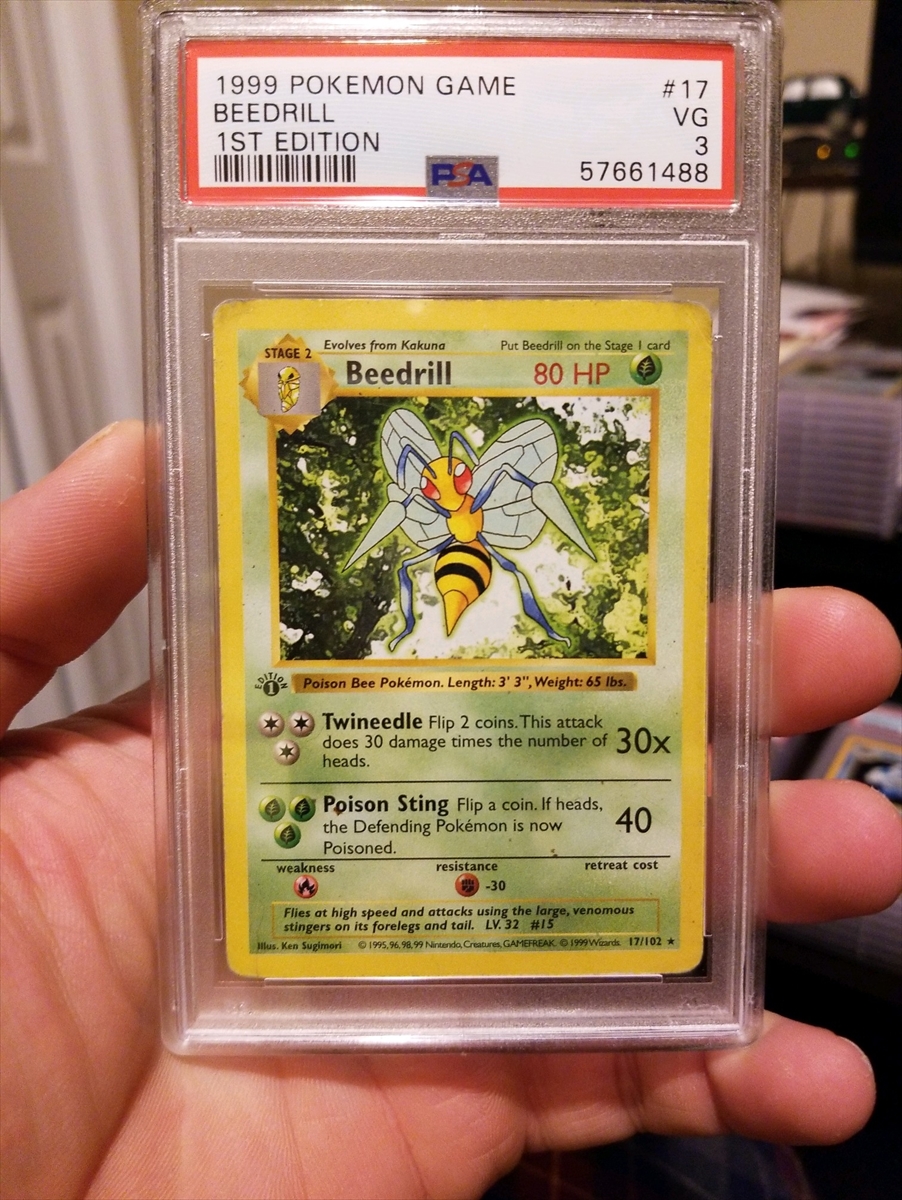 1999 POKEMON GAME #17
BEEDRILL VG
1ST EDITION 3
PSA 57661488
STAGE 2 Evolves from Kakuna Put Beedrill on the Stage 1 card
Beedrill 80 HP
EDITION 1
Poison Bee Pokémon. Length: 3' 3", Weight: 65 lbs.
Twineedle Flip 2 coins. This attack
does 30 damage times the number of 30x
heads.
Poison Sting Flip a coin. If heads,
the Defending Pokémon is now 40
Poisoned.
weakness resistance retreat cost
-30
Flies at high speed and attacks using the large, venomous
stingers on its forelegs and tail. LV. 32 #15
Illus. Ken Sugimori © 1995, 96, 98, 99 Nintendo, Creatures, GAMEFREAK. © 1999 Wizards. 17/102 ★